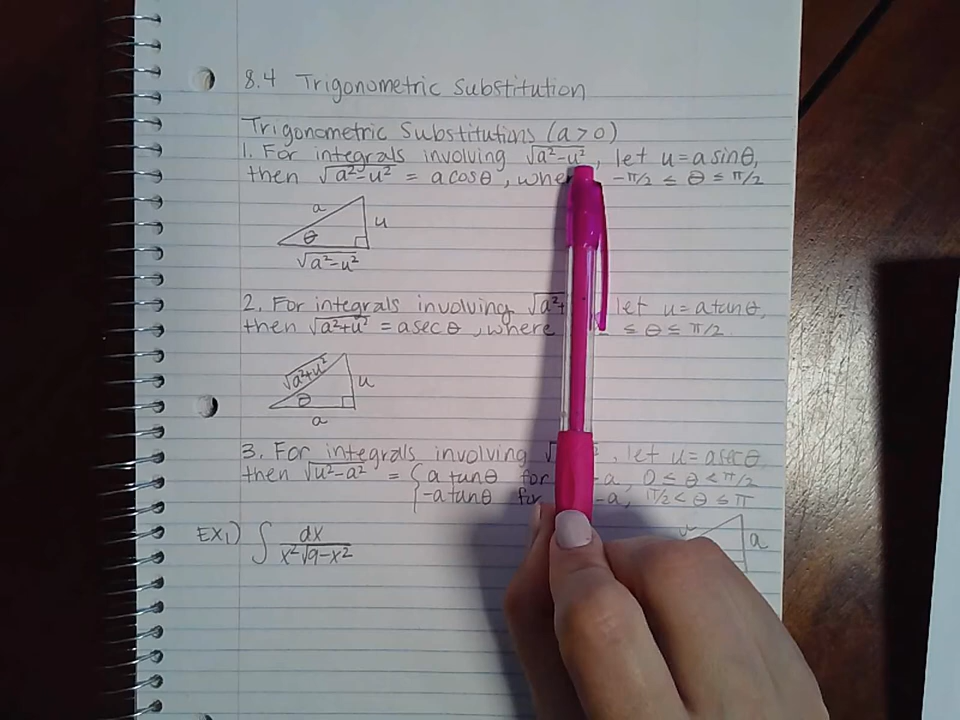 8.4 Trigonometric Substitution
Trigonometric Substitutions (a > 0)
1. For integrals involving √a²-u², let u = a sinθ,
then √a²-u² = a cosθ, where -π/2 ≤ θ ≤ π/2
a
u
θ
√a²-u²
2. For integrals involving √a²+ let u = a tanθ,
then √a²+u² = a secθ, where ≤ θ ≤ π/2.
√a²+u²
u
θ
a
3. For integrals involving √ ², let u = a secθ,
then √u²-a² = { a tanθ for -a, 0 ≤ θ < π/2
-a tanθ for -a, π/2 < θ ≤ π
a
EX1) ∫ dx
x²√9-x²